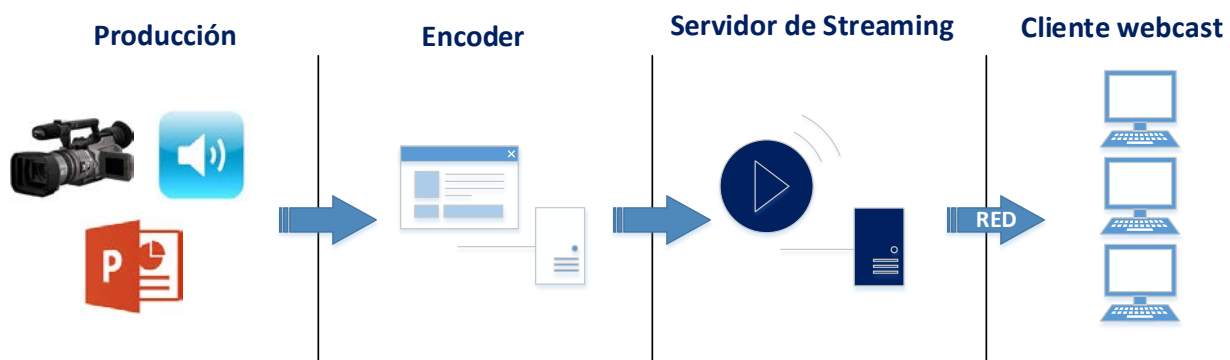 Producción
Encoder
Servidor de Streaming
Cliente webcast
P
RED